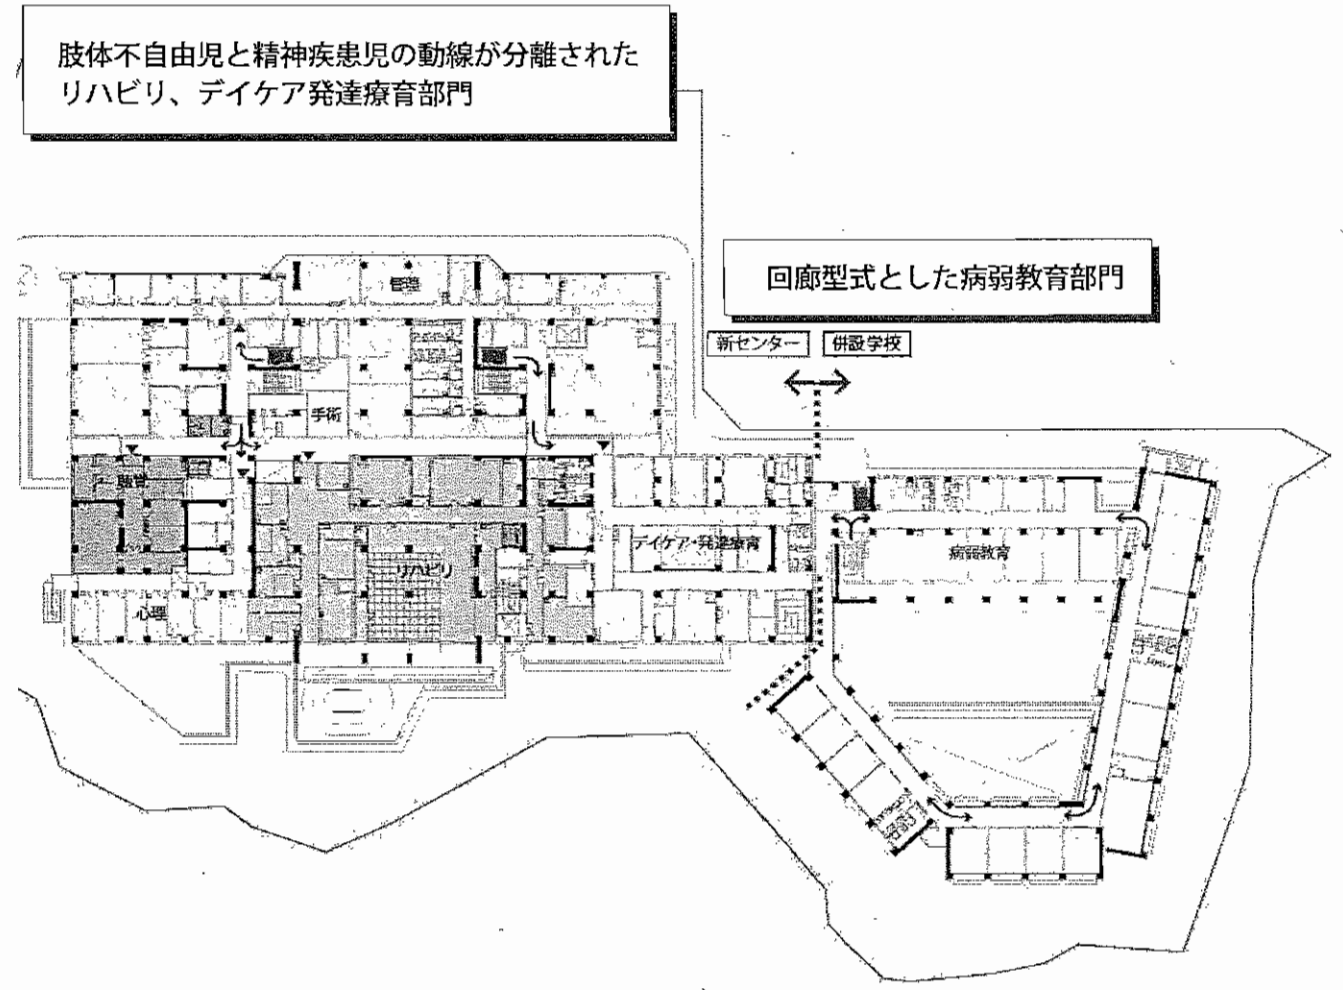 肢体不自由児と精神疾患児の動線が分離された
リハビリ、デイケア発達療育部門
回廊型式とした病弱教育部門
新センター
併設学校
管理
手術
デイケア・発達療育
病弱教育
リハビリ
心理